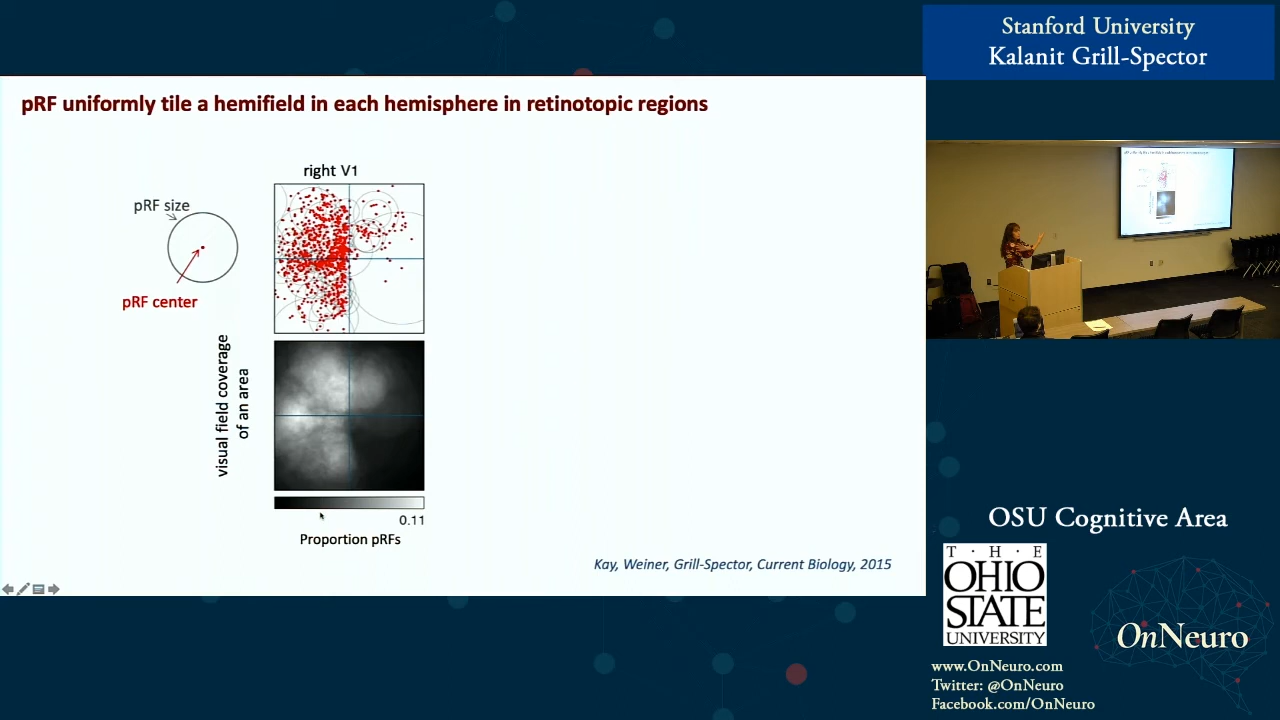 Stanford University
Kalanit Grill-Spector
pRF uniformly tile a hemifield in each hemisphere in retinotopic regions
right V1
pRF size
pRF center
visual field coverage
of an area
0.11
Proportion pRFs
Kay, Weiner, Grill-Spector, Current Biology, 2015
OSU Cognitive Area
T · H · E
OHIO
STATE
UNIVERSITY
OnNeuro
www.OnNeuro.com
Twitter: @OnNeuro
Facebook.com/OnNeuro